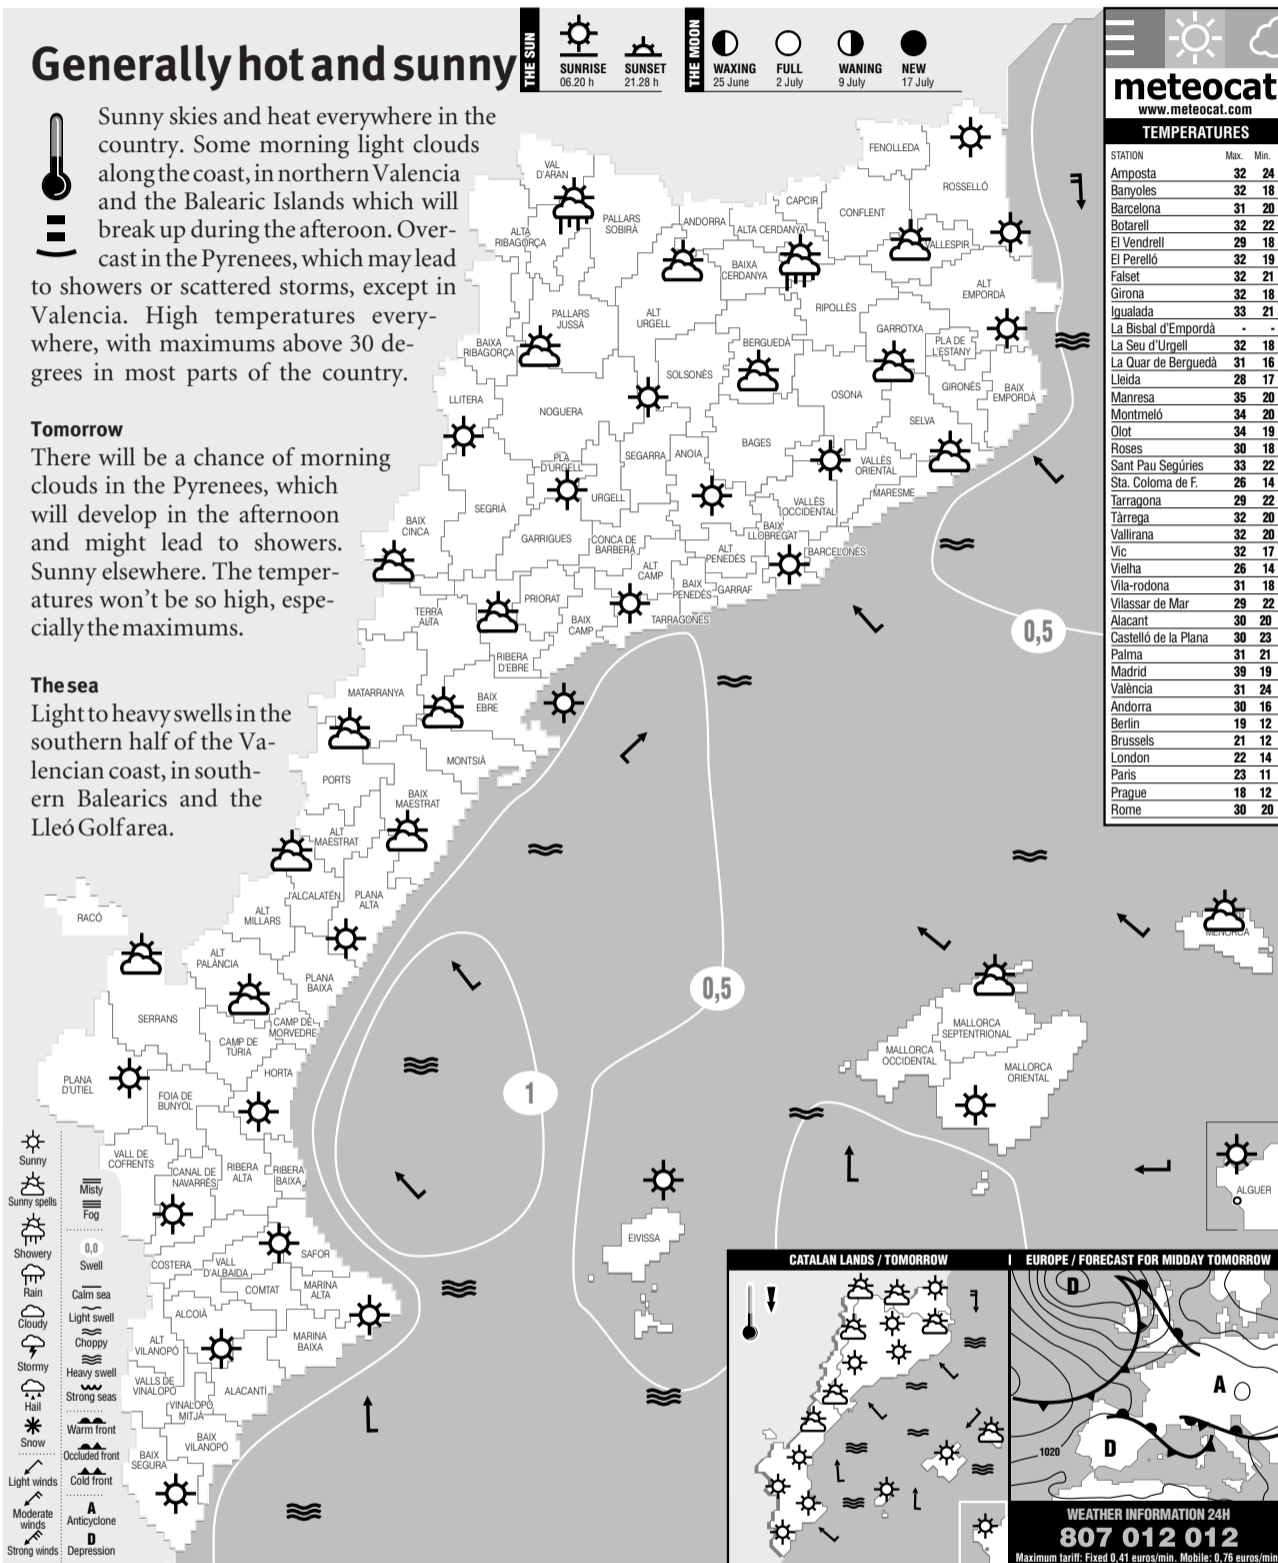 Generally hot and sunny
THE SUN
SUNRISE
06.20 h
SUNSET
21.28 h
THE MOON
WAXING
25 June
FULL
2 July
WANING
9 July
NEW
17 July
Sunny skies and heat everywhere in the
country. Some morning light clouds
along the coast, in northern Valencia
and the Balearic Islands which will
break up during the afteroon. Over-
cast in the Pyrenees, which may lead
to showers or scattered storms, except in
Valencia. High temperatures every-
where, with maximums above 30 de-
grees in most parts of the country.
Tomorrow
There will be a chance of morning
clouds in the Pyrenees, which
will develop in the afternoon
and might lead to showers.
Sunny elsewhere. The temper-
atures won't be so high, espe-
cially the maximums.
The sea
Light to heavy swells in the
southern half of the Va-
lencian coast, in south-
ern Balearics and the
Lleó Golf area.
meteocat
www.meteocat.com
TEMPERATURES
STATION Max. Min.
Amposta 32 24
Banyoles 32 18
Barcelona 31 20
Botarell 32 22
El Vendrell 29 18
El Perelló 32 19
Falset 32 21
Girona 32 18
Igualada 33 21
La Bisbal d'Empordà - -
La Seu d'Urgell 32 18
La Quar de Berguedà 31 16
Lleida 28 17
Manresa 35 20
Montmeló 34 20
Olot 34 19
Roses 30 18
Sant Pau Segúries 33 22
Sta. Coloma de F. 26 14
Tarragona 29 22
Tàrrega 32 20
Vallirana 32 20
Vic 32 17
Vielha 26 14
Vila-rodona 31 18
Vilassar de Mar 29 22
Alacant 30 20
Castelló de la Plana 30 23
Palma 31 21
Madrid 39 19
València 31 24
Andorra 30 16
Berlin 19 12
Brussels 21 12
London 22 14
Paris 23 11
Prague 18 12
Rome 30 20
FENOLLEDA
VAL
D'ARAN
ROSSELLÓ
CAPCIR
CONFLENT
PALLARS
SOBIRÀ
ANDORRA
ALTA CERDANYA
ALTA
RIBAGORÇA
VALLESPIR
BAIXA
CERDANYA
ALT
EMPORDÀ
RIPOLLÈS
PALLARS
JUSSÀ
ALT
URGELL
GARROTXA
BAIXA
RIBAGORÇA
BERGUEDÀ
PLA DE
L'ESTANY
SOLSONÈS
GIRONÈS
BAIX
EMPORDÀ
OSONA
LLITERA
NOGUERA
SELVA
BAGES
SEGARRA
ANOIA
PLA
D'URGELL
VALLÈS
ORIENTAL
MARESME
URGELL
SEGRIÀ
VALLÈS
OCCIDENTAL
BAIX
CINCA
BAIX
LLOBREGAT
GARRIGUES
CONCA DE
BARBERÀ
ALT
PENEDÈS
BARCELONÈS
ALT
CAMP
BAIX
PENEDÈS
GARRAF
PRIORAT
TERRA
ALTA
BAIX
CAMP
TARRAGONÈS
0,5
RIBERA
D'EBRE
MATARRANYA
BAIX
EBRE
MONTSIÀ
PORTS
BAIX
MAESTRAT
ALT
MAESTRAT
ALCALATÉN
PLANA
ALTA
RACÓ
ALT
MILLARS
MENORCA
ALT
PALÀNCIA
PLANA
BAIXA
0,5
SERRANS
CAMP DE
MORVEDRE
MALLORCA
SEPTENTRIONAL
CAMP DE
TÚRIA
MALLORCA
OCCIDENTAL
MALLORCA
ORIENTAL
HORTA
PLANA
D'UTIEL
FOIA DE
BUNYOL
1
VALL DE
COFRENTS
CANAL DE
NAVARRÉS
RIBERA
ALTA
RIBERA
BAIXA
ALGUER
EIVISSA
SAFOR
COSTERA
VALL
D'ALBAIDA
COMTAT
MARINA
ALTA
ALCOIÀ
ALT
VILANOPÓ
MARINA
BAIXA
VALLS DE
VINALOPÓ
ALACANTÍ
VINALOPÓ
MITJÀ
BAIX
VILANOPÓ
BAIX
SEGURA
Sunny
Sunny spells
Showery
Rain
Cloudy
Stormy
Hail
Snow
Light winds
Moderate
winds
Strong winds
Misty
Fog
0,0
Swell
Calm sea
Light swell
Choppy
Heavy swell
Strong seas
Warm front
Occluded front
Cold front
A
Anticyclone
D
Depression
CATALAN LANDS / TOMORROW
EUROPE / FORECAST FOR MIDDAY TOMORROW
D
A
D
1020
WEATHER INFORMATION 24H
807 012 012
Maximum tariff: Fixed 0,41 euros/min. Mobile: 0,76 euros/min